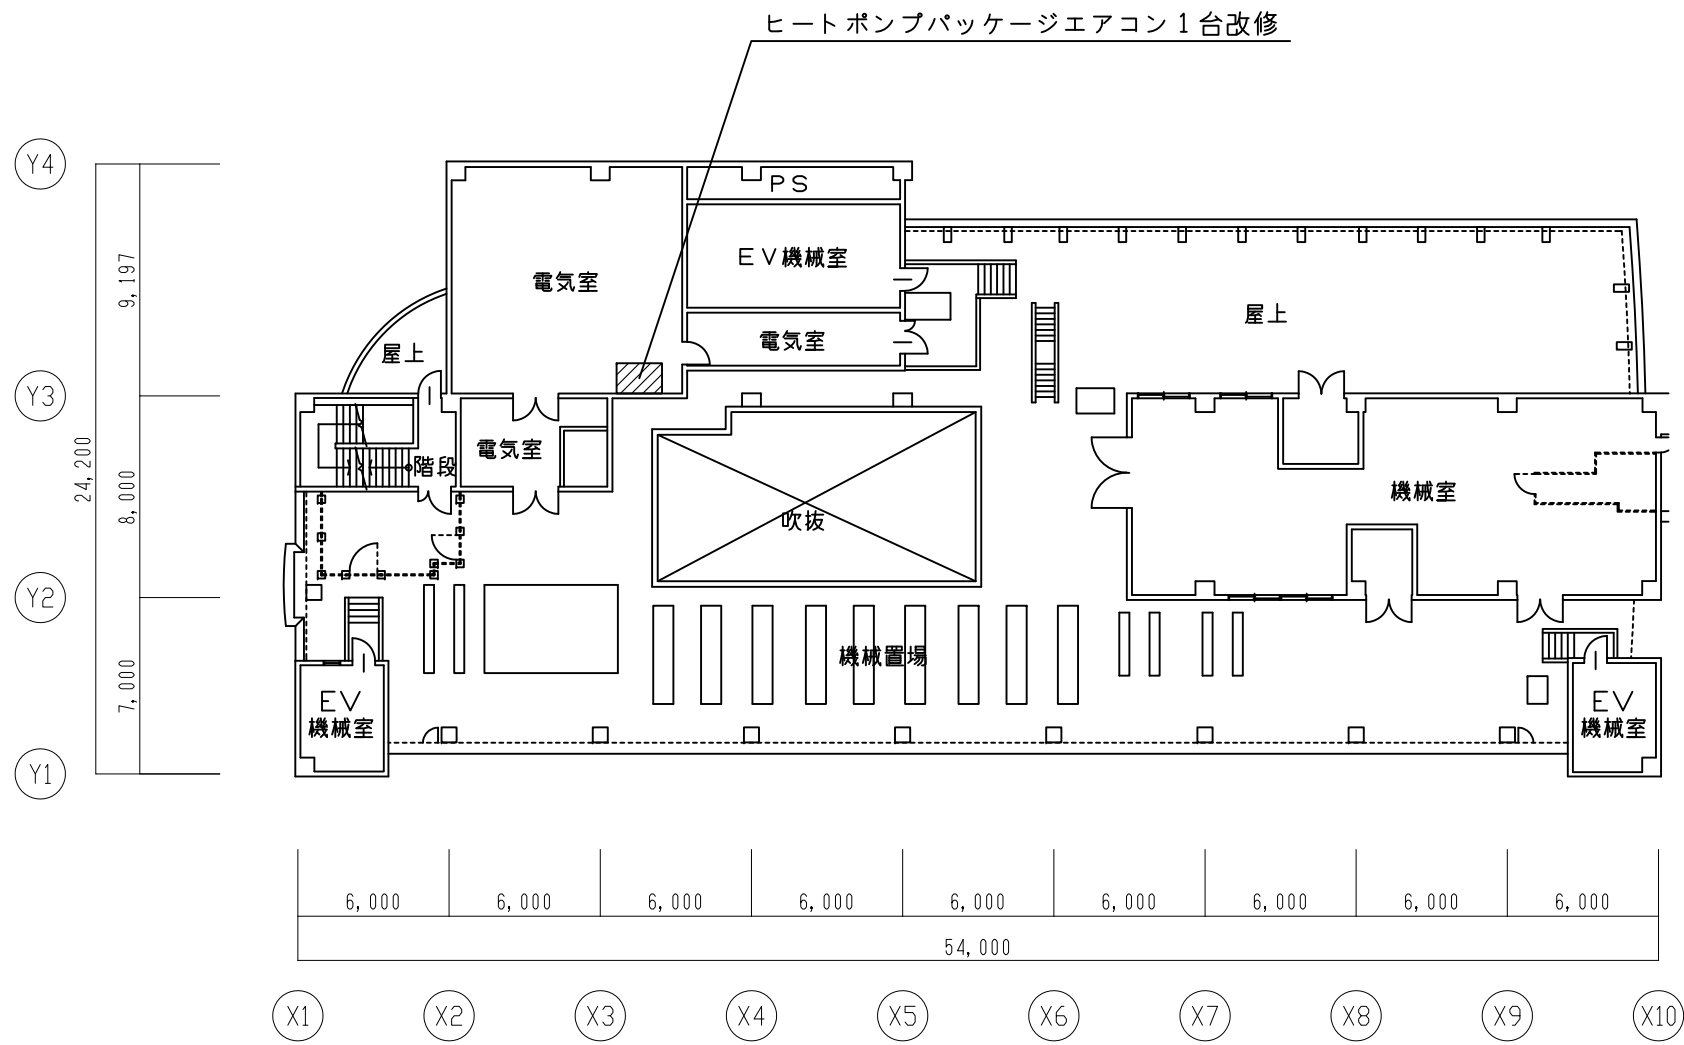 ヒートポンプパッケージエアコン1台改修
Y4
PS
EV機械室
電気室
9,197
屋上
電気室
屋上
Y3
電気室
階段
24,200
8,000
機械室
吹抜
Y2
機械置場
7,000
EV
機械室
EV
機械室
Y1
6,000
6,000
6,000
6,000
6,000
6,000
6,000
6,000
6,000
54,000
X1
X2
X3
X4
X5
X6
X7
X8
X9
X10